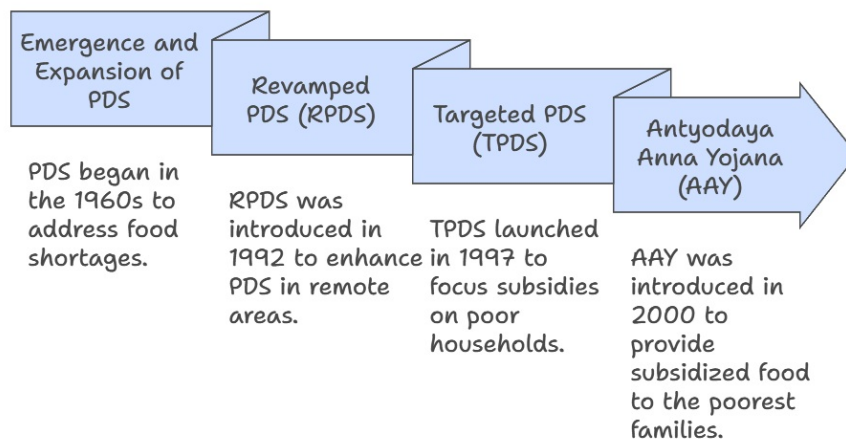 Emergence and
Expansion of
PDS
Revamped
PDS (RPDS)
Targeted PDS
(TPDS)
Antyodaya
Anna Yojana
(AAY)
PDS began in
the 1960s to
address food
shortages.
RPDS was
introduced in
1992 to enhance
PDS in remote
areas.
TPDS launched
in 1997 to
focus subsidies
on poor
households.
AAY was
introduced in
2000 to
provide
subsidized food
to the poorest
families.